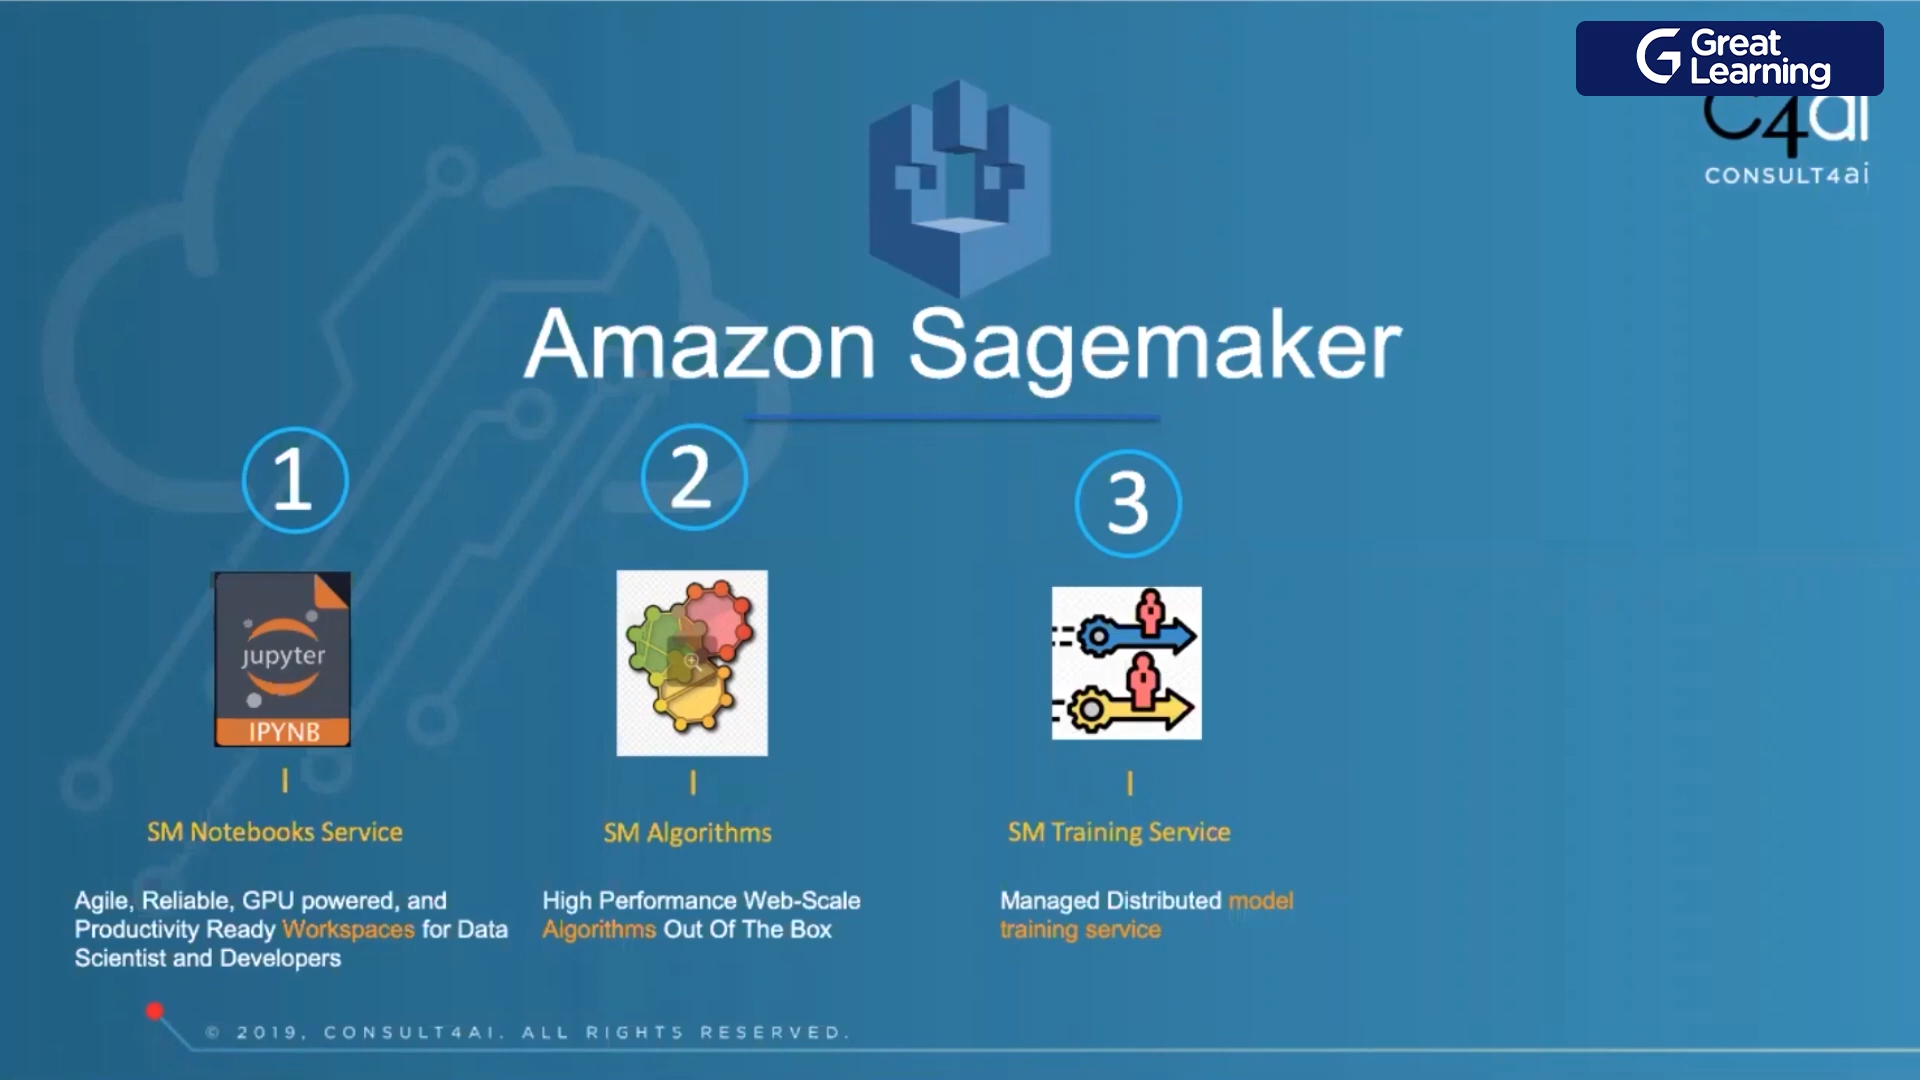 Great
Learning
C4ai
CONSULT4ai
Amazon Sagemaker
1
2
3
jupyter
IPYNB
SM Notebooks Service
SM Algorithms
SM Training Service
Agile, Reliable, GPU powered, and
Productivity Ready Workspaces for Data
Scientist and Developers
High Performance Web-Scale
Algorithms Out Of The Box
Managed Distributed model
training service
© 2019, CONSULT4AI. ALL RIGHTS RESERVED.